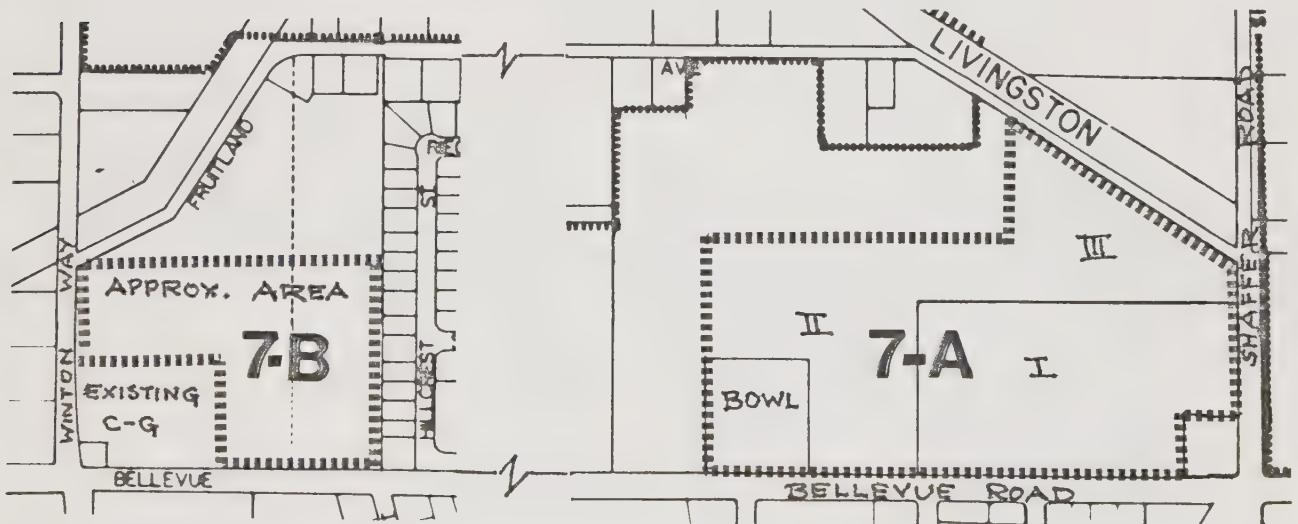 LIVINGSTON
AV
ROAD
FRUITLAND
ST
SHAFFER
WAY
III
APPROX. AREA
7-B
II
7-A
I
HILLCREST
WINTON
EXISTING
C-G
BOWL
BELLEVUE
BELLEVUE ROAD